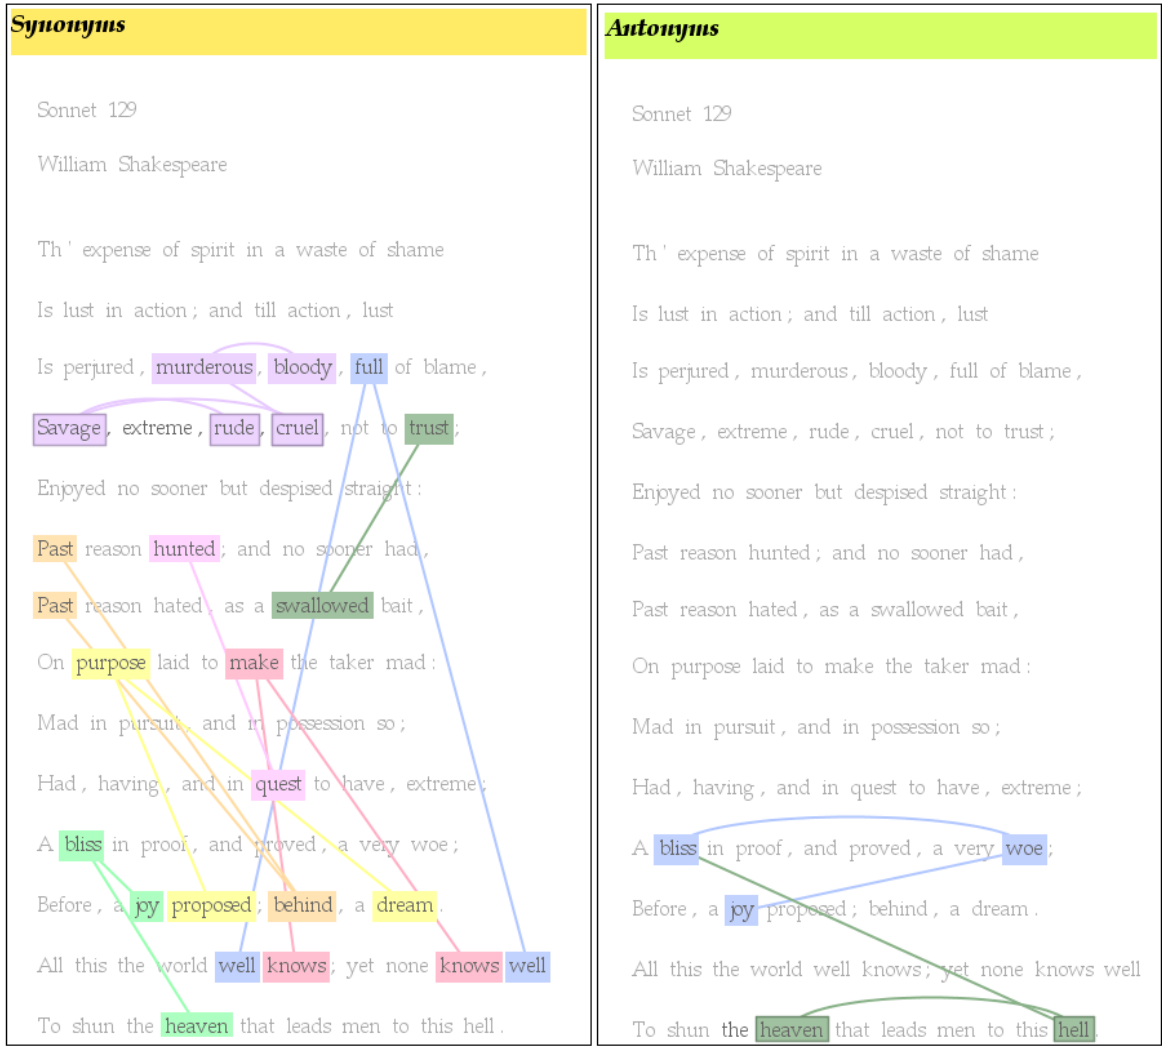 Synonyms
Sonnet 129
William Shakespeare
Th ' expense of spirit in a waste of shame
Is lust in action ; and till action , lust
Is perjured , murderous , bloody , full of blame ,
Savage , extreme , rude , cruel , not to trust ;
Enjoyed no sooner but despised straight :
Past reason hunted ; and no sooner had ,
Past reason hated , as a swallowed bait ,
On purpose laid to make the taker mad :
Mad in pursuit , and in possession so ;
Had , having , and in quest to have , extreme ;
A bliss in proof , and proved , a very woe ;
Before , a joy proposed ; behind , a dream .
All this the world well knows ; yet none knows well
To shun the heaven that leads men to this hell .
Antonyms
Sonnet 129
William Shakespeare
Th ' expense of spirit in a waste of shame
Is lust in action ; and till action , lust
Is perjured , murderous , bloody , full of blame ,
Savage , extreme , rude , cruel , not to trust ;
Enjoyed no sooner but despised straight :
Past reason hunted ; and no sooner had ,
Past reason hated , as a swallowed bait ,
On purpose laid to make the taker mad :
Mad in pursuit , and in possession so ;
Had , having , and in quest to have , extreme ;
A bliss in proof , and proved , a very woe ;
Before , a joy proposed ; behind , a dream .
All this the world well knows ; yet none knows well
To shun the heaven that leads men to this hell .